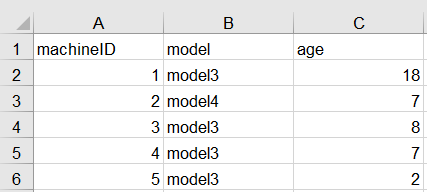 A B C
1 machineID model age
2 1 model3 18
3 2 model4 7
4 3 model3 8
5 4 model3 7
6 5 model3 2